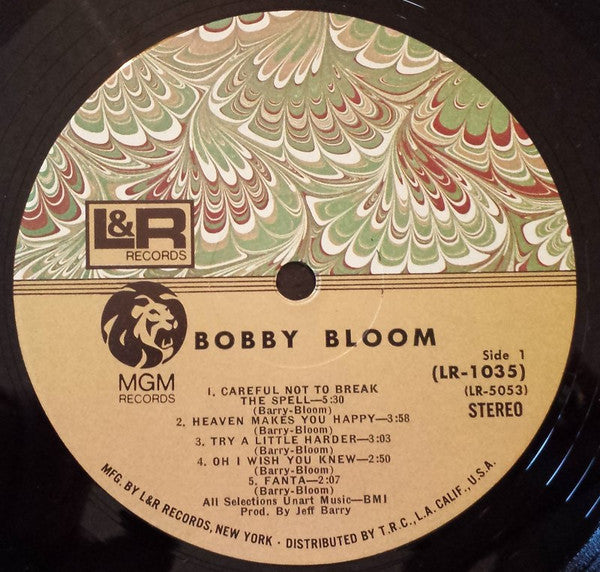 L&R
RECORDS
MGM
RECORDS
BOBBY BLOOM
Side 1
(LR-1035)
(LR-5053)
STEREO
1. CAREFUL NOT TO BREAK
THE SPELL—5:30
(Barry-Bloom)
2. HEAVEN MAKES YOU HAPPY—3:58
(Barry-Bloom)
3. TRY A LITTLE HARDER—3:03
(Barry-Bloom)
4. OH I WISH YOU KNEW—2:50
(Barry-Bloom)
5. FANTA—2:07
(Barry-Bloom)
All Selections Unart Music—BMI
Prod. By Jeff Barry
MFG. BY L&R RECORDS, NEW YORK - DISTRIBUTED BY T.R.C., L.A. CALIF., U.S.A.